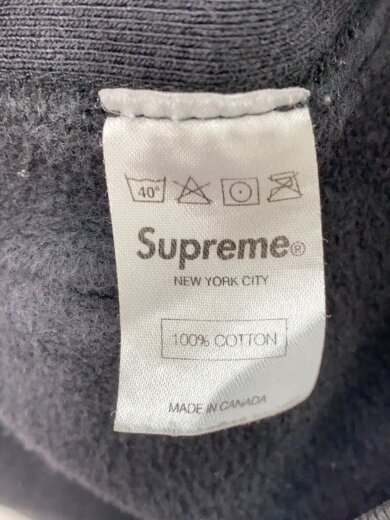 40°
Supreme®
NEW YORK CITY
100% COTTON
MADE IN CANADA